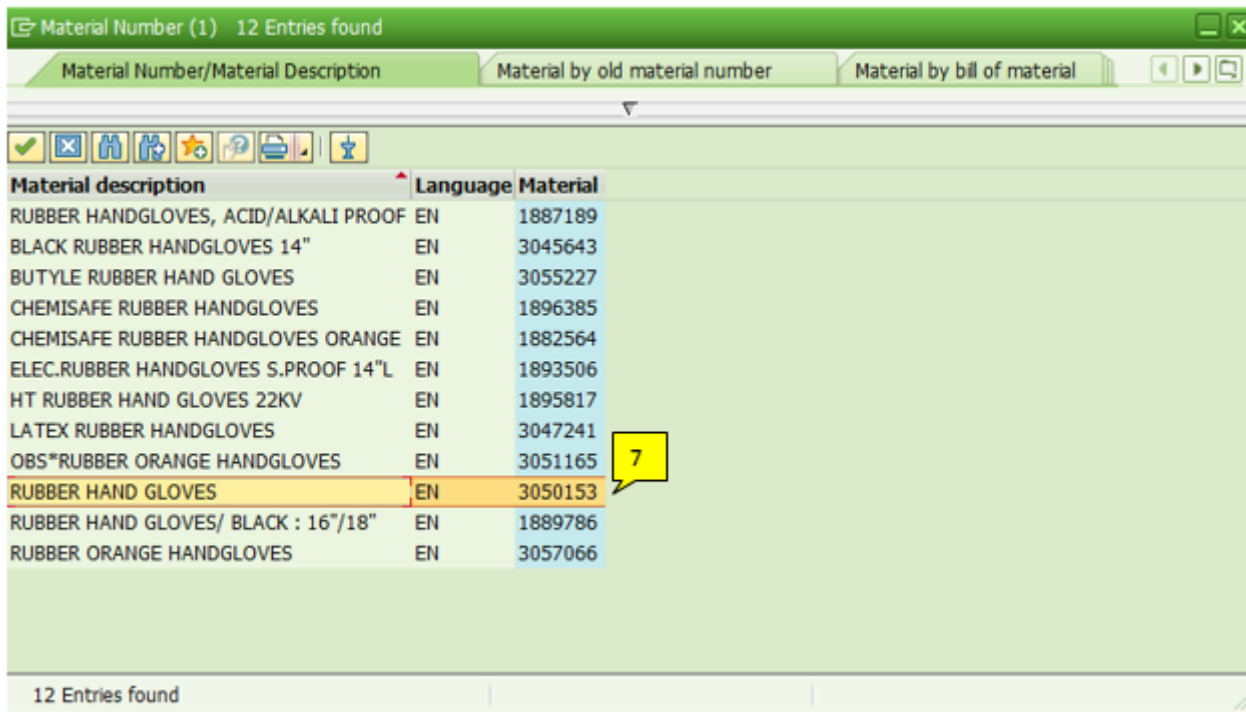 Material Number (1) 12 Entries found
Material Number/Material Description Material by old material number Material by bill of material
Material description Language Material
RUBBER HANDGLOVES, ACID/ALKALI PROOF EN 1887189
BLACK RUBBER HANDGLOVES 14" EN 3045643
BUTYLE RUBBER HAND GLOVES EN 3055227
CHEMISAFE RUBBER HANDGLOVES EN 1896385
CHEMISAFE RUBBER HANDGLOVES ORANGE EN 1882564
ELEC.RUBBER HANDGLOVES S.PROOF 14"L EN 1893506
HT RUBBER HAND GLOVES 22KV EN 1895817
LATEX RUBBER HANDGLOVES EN 3047241
OBS*RUBBER ORANGE HANDGLOVES EN 3051165 7
RUBBER HAND GLOVES EN 3050153
RUBBER HAND GLOVES/ BLACK : 16"/18" EN 1889786
RUBBER ORANGE HANDGLOVES EN 3057066
12 Entries found